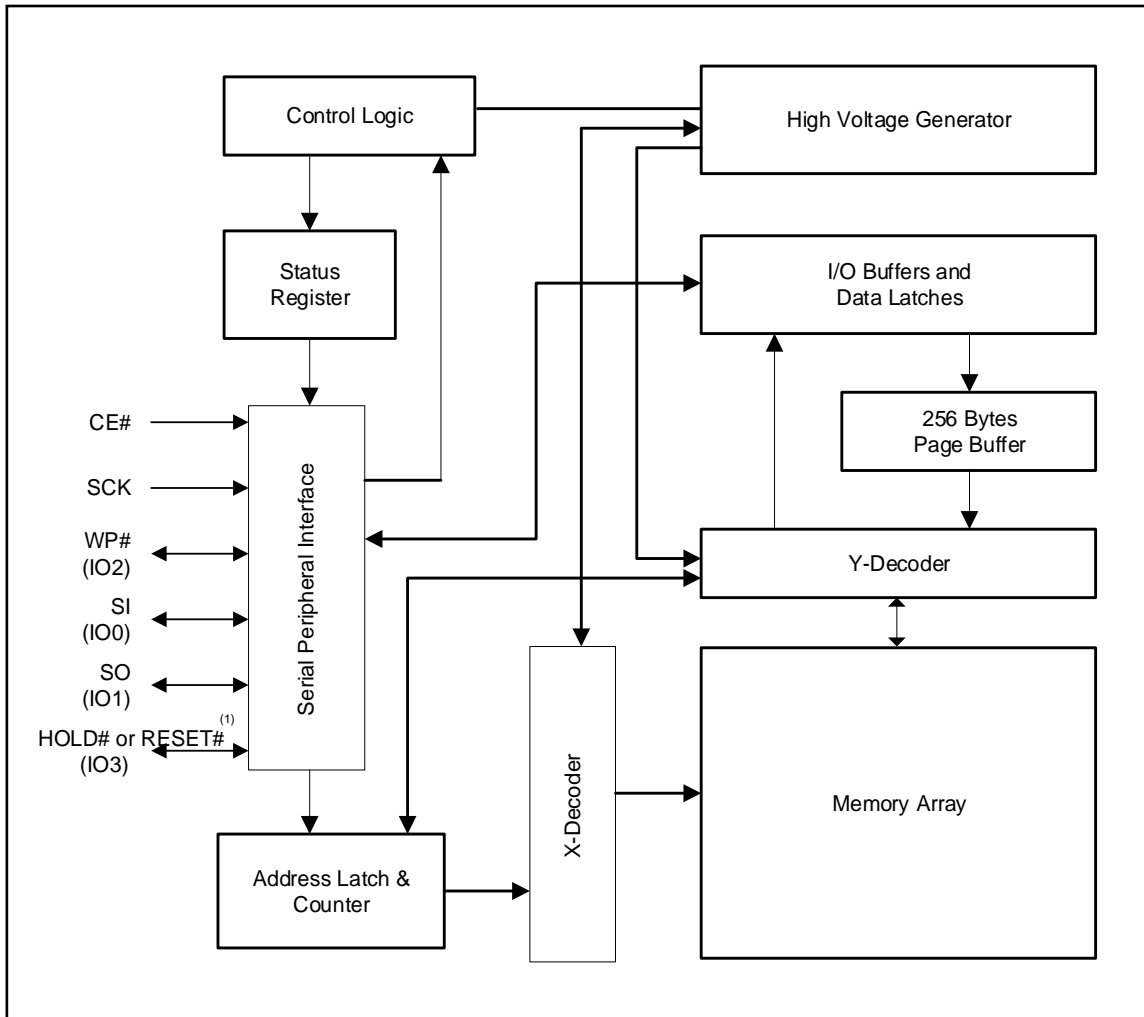 Control Logic
High Voltage Generator
Status
Register
I/O Buffers and
Data Latches
256 Bytes
Page Buffer
CE#
SCK
WP#
(IO2)
SI
(IO0)
SO
(IO1)
HOLD# or RESET# (1)
(IO3)
Serial Peripheral Interface
Y-Decoder
X-Decoder
Memory Array
Address Latch &
Counter